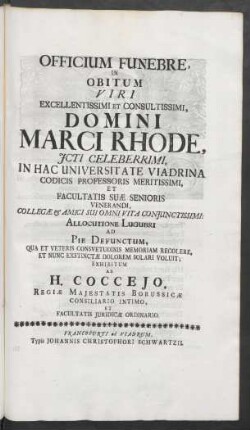 OFFICIUM FUNEBRE,
IN
OBITUM
VIRI
EXCELLENTISSIMI ET CONSULTISSIMI,
DOMINI
MARCI RHODE,
JCTI CELEBERRIMI,
IN HAC UNIVERSITATE VIADRINA
CODICIS PROFESSORIS MERITISSIMI,
ET
FACULTATIS SUÆ SENIORIS
VENERANDI,
COLLEGÆ & AMICI SUI OMNI VITA CONJUNCTISSIMI:
ALLOCUTIONE LUGUBRI
AD
PIE DEFUNCTUM,
QUA ET VETERIS CONSVETUDINIS MEMORIAM RECOLERE,
ET NUNC EXSTINCTÆ DOLOREM SOLARI VOLUIT;
EXHIBITUM
AB
H. COCCEJO,
REGIÆ MAJESTATIS BORUSSICÆ
CONSILIARIO INTIMO,
ET
FACULTATIS JURIDICÆ ORDINARIO.
FRANCOFURTI ad VIADRUM,
Typis JOHANNIS CHRISTOPHORI SCHWARTZII.